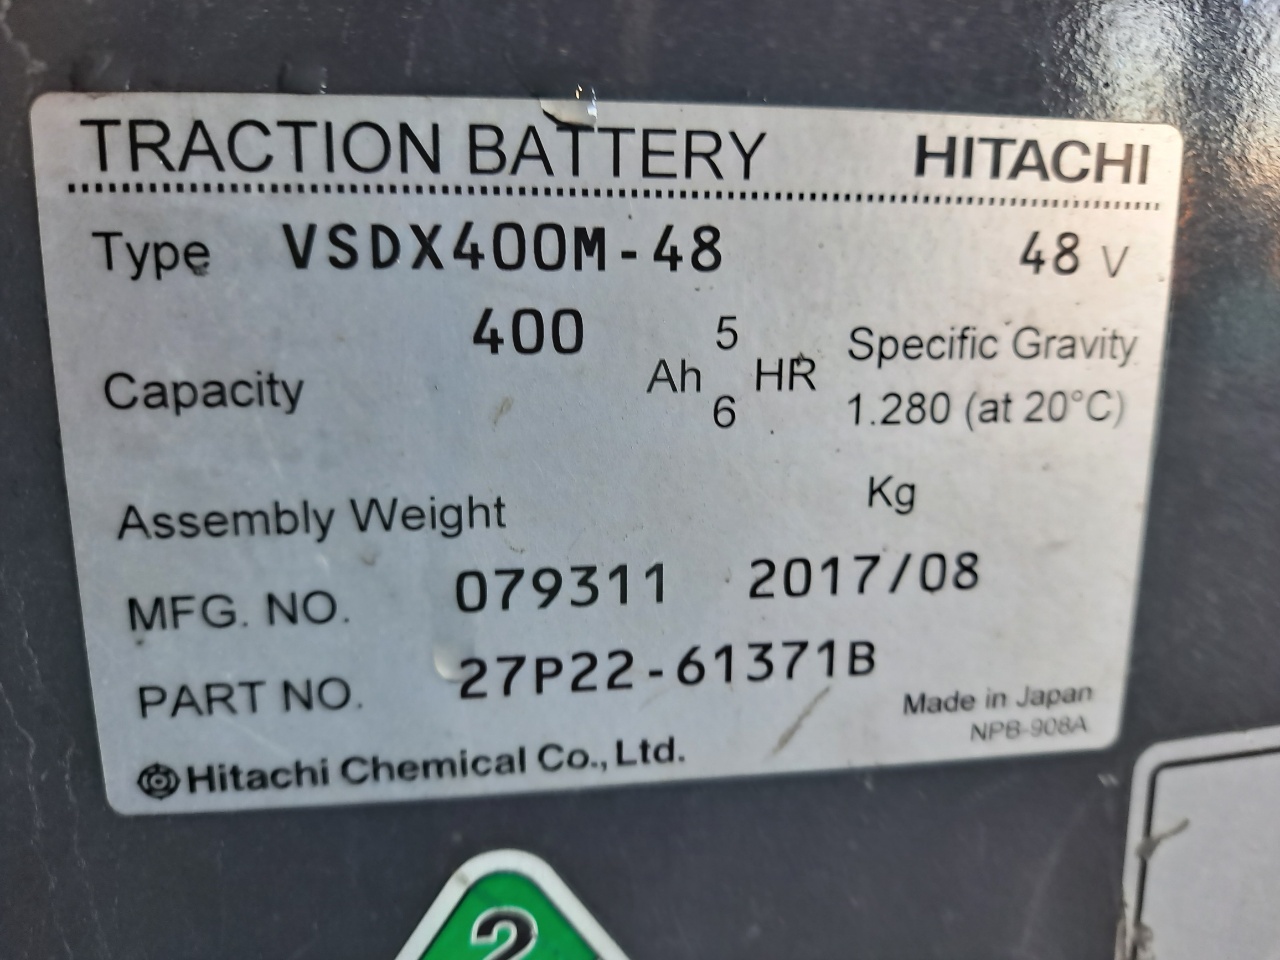 TRACTION BATTERY HITACHI
Type VSDX400M-48 48 V
Capacity 400 Ah 5 6 HR Specific Gravity
1.280 (at 20°C)
Assembly Weight Kg
MFG. NO. 079311 2017/08
PART NO. 27P22-61371B
Made in Japan
NPB-908A
Hitachi Chemical Co., Ltd.
2